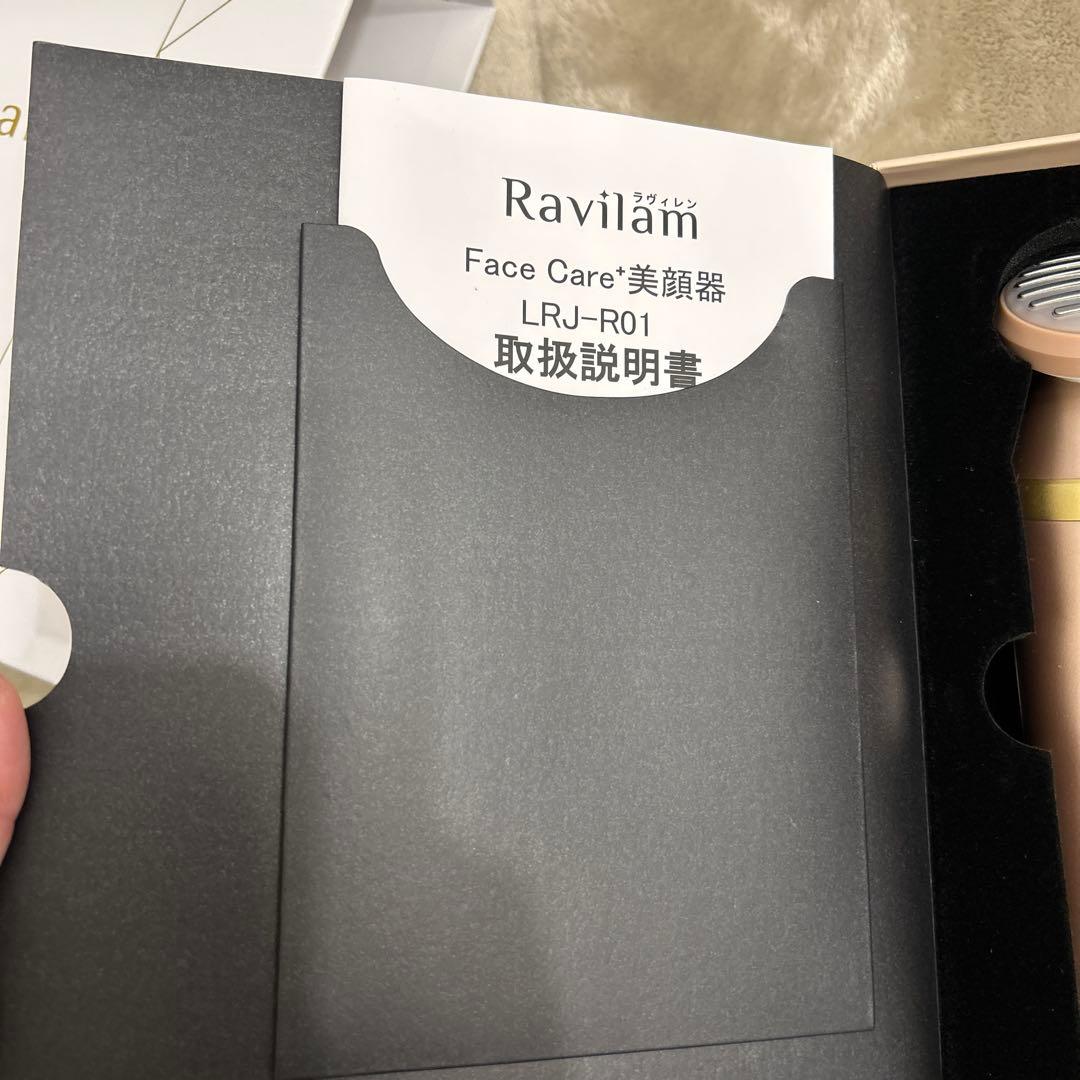 ラヴィレン
Ravilam
Face Care⁺美顔器
LRJ-R01
取扱説明書